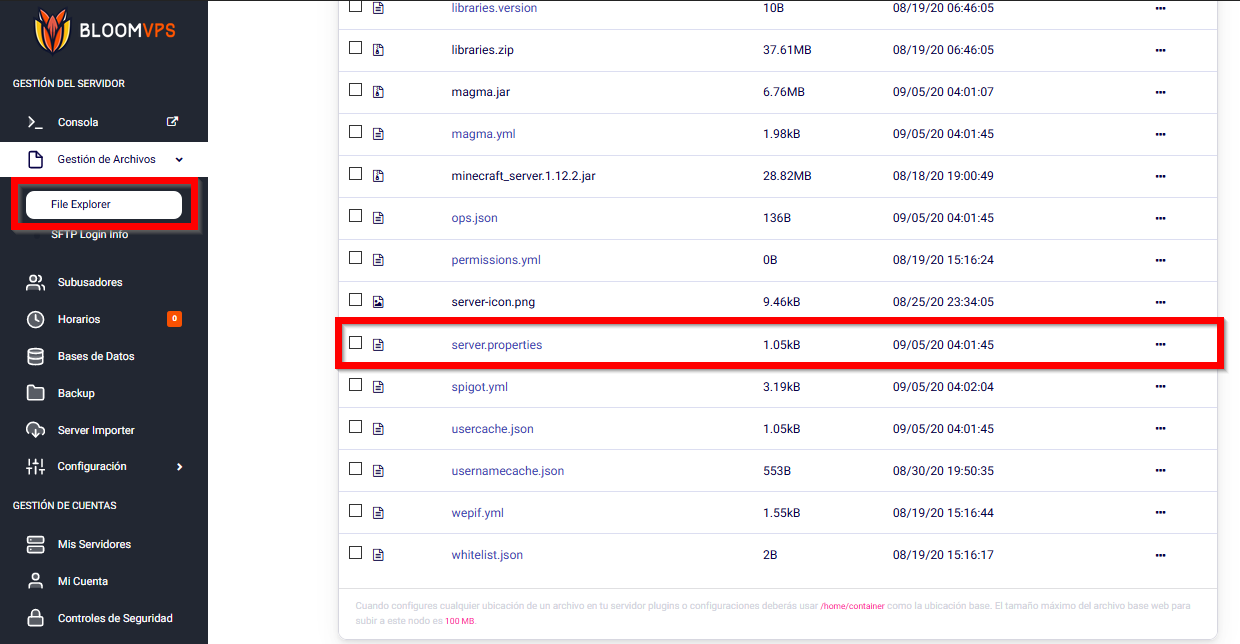 BLOOMVPS
GESTIÓN DEL SERVIDOR
Consola
Gestión de Archivos
File Explorer
SFTP Login Info
Subusadores
Horarios 0
Bases de Datos
Backup
Server Importer
Configuración
GESTIÓN DE CUENTAS
Mis Servidores
Mi Cuenta
Controles de Seguridad
libraries.version 10B 08/19/20 06:46:05
libraries.zip 37.61MB 08/19/20 06:46:05
magma.jar 6.76MB 09/05/20 04:01:07
magma.yml 1.98kB 09/05/20 04:01:45
minecraft_server.1.12.2.jar 28.82MB 08/18/20 19:00:49
ops.json 136B 09/05/20 04:01:45
permissions.yml 0B 08/19/20 15:16:24
server-icon.png 9.46kB 08/25/20 23:34:05
server.properties 1.05kB 09/05/20 04:01:45
spigot.yml 3.19kB 09/05/20 04:02:04
usercache.json 1.05kB 09/05/20 04:01:45
usernamecache.json 553B 08/30/20 19:50:35
wepif.yml 1.55kB 08/19/20 15:16:44
whitelist.json 2B 08/19/20 15:16:17
Cuando configures cualquier ubicación de un archivo en tu servidor plugins o configuraciones deberás usar /home/container como la ubicación base. El tamaño máximo del archivo base web para
subir a este nodo es 100 MB.